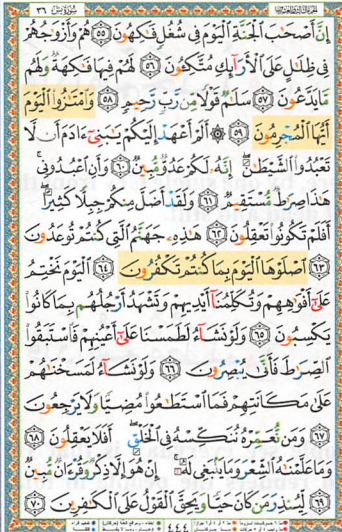 ٣٦ سورة يس
إِنَّ أَصْحَٰبَ ٱلْجَنَّةِ ٱلْيَوْمَ فِى شُغُلٍ فَٰكِهُونَ ٥٥ هُمْ وَأَزْوَٰجُهُمْ
فِى ظِلَٰلٍ عَلَى ٱلْأَرَآئِكِ مُتَّكِـُٔونَ ٥٦ لَهُمْ فِيهَا فَٰكِهَةٌ وَلَهُم
مَّا يَدَّعُونَ ٥٧ سَلَٰمٌ قَوْلًا مِّن رَّبٍّ رَّحِيمٍ ٥٨ وَٱمْتَٰزُوا۟ ٱلْيَوْمَ
أَيُّهَا ٱلْمُجْرِمُونَ ٥٩ ۞ أَلَمْ أَعْهَدْ إِلَيْكُمْ يَٰبَنِىٓ ءَادَمَ أَن لَّا
تَعْبُدُوا۟ ٱلشَّيْطَٰنَ ۖ إِنَّهُۥ لَكُمْ عَدُوٌّ مُّبِينٌ ٦٠ وَأَنِ ٱعْبُدُونِى ۚ
هَٰذَا صِرَٰطٌ مُّسْتَقِيمٌ ٦١ وَلَقَدْ أَضَلَّ مِنكُمْ جِبِلًّا كَثِيرًا ۖ
أَفَلَمْ تَكُونُوا۟ تَعْقِلُونَ ٦٢ هَٰذِهِۦ جَهَنَّمُ ٱلَّتِى كُنتُمْ تُوعَدُونَ
٦٣ ٱصْلَوْهَا ٱلْيَوْمَ بِمَا كُنتُمْ تَكْفُرُونَ ٦٤ ٱلْيَوْمَ نَخْتِمُ
عَلَىٰٓ أَفْوَٰهِهِمْ وَتُكَلِّمُنَآ أَيْدِيهِمْ وَتَشْهَدُ أَرْجُلُهُم بِمَا كَانُوا۟
يَكْسِبُونَ ٦٥ وَلَوْ نَشَآءُ لَطَمَسْنَا عَلَىٰٓ أَعْيُنِهِمْ فَٱسْتَبَقُوا۟
ٱلصِّرَٰطَ فَأَنَّىٰ يُبْصِرُونَ ٦٦ وَلَوْ نَشَآءُ لَمَسَخْنَٰهُمْ
عَلَىٰ مَكَانَتِهِمْ فَمَا ٱسْتَطَٰعُوا۟ مُضِيًّا وَلَا يَرْجِعُونَ
٦٧ وَمَن نُّعَمِّرْهُ نُنَكِّسْهُ فِى ٱلْخَلْقِ ۖ أَفَلَا يَعْقِلُونَ ٦٨
وَمَا عَلَّمْنَٰهُ ٱلشِّعْرَ وَمَا يَنۢبَغِى لَهُۥٓ ۚ إِنْ هُوَ إِلَّا ذِكْرٌ وَقُرْءَانٌ مُّبِينٌ
٦٩ لِّيُنذِرَ مَن كَانَ حَيًّا وَيَحِقَّ ٱلْقَوْلُ عَلَى ٱلْكَٰفِرِينَ ٧٠
٤٤٤